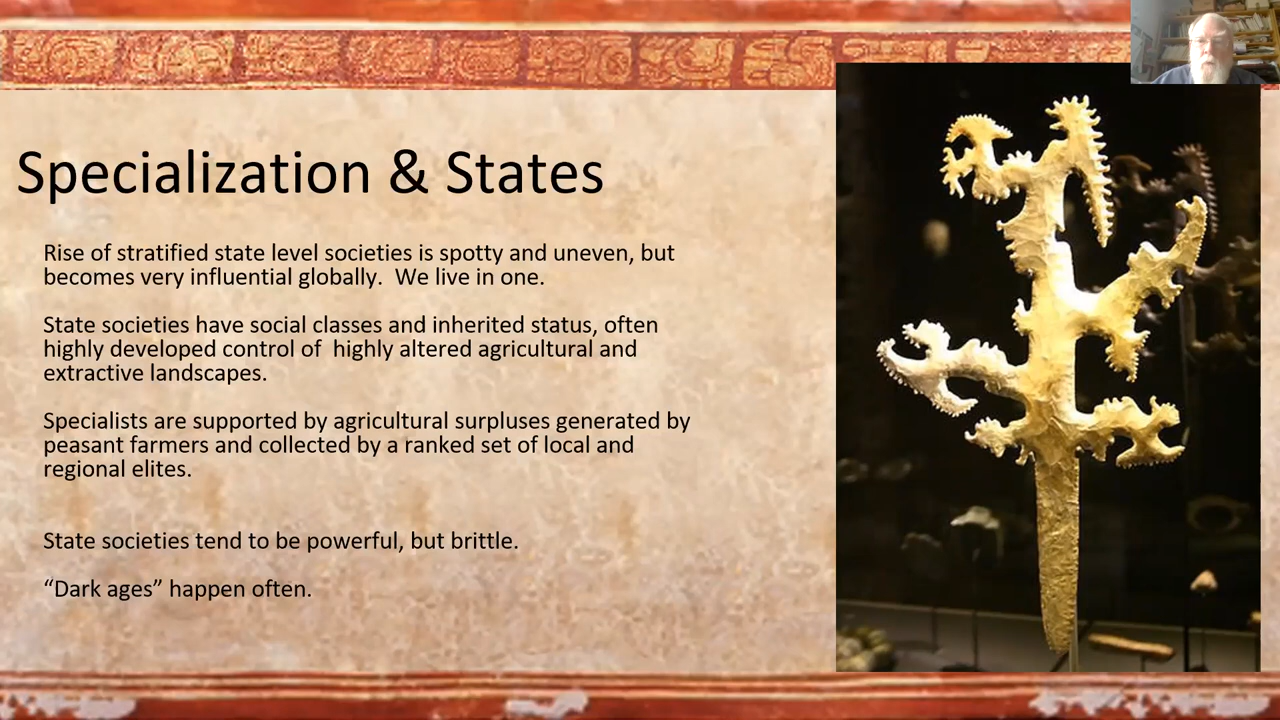 Specialization & States
Rise of stratified state level societies is spotty and uneven, but
becomes very influential globally.  We live in one.
State societies have social classes and inherited status, often
highly developed control of  highly altered agricultural and
extractive landscapes.
Specialists are supported by agricultural surpluses generated by
peasant farmers and collected by a ranked set of local and
regional elites.
State societies tend to be powerful, but brittle.
“Dark ages” happen often.